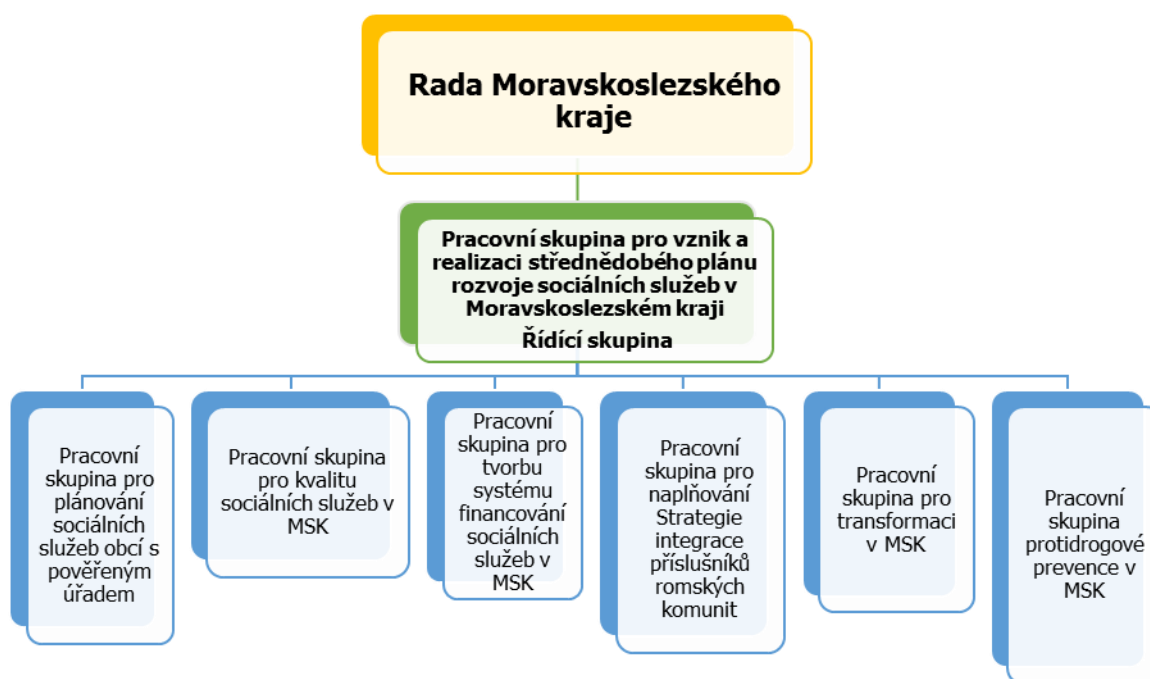 Rada Moravskoslezského
kraje
Pracovní skupina pro vznik a
realizaci střednědobého plánu
rozvoje sociálních služeb v
Moravskoslezském kraji
Řídící skupina
Pracovní
skupina pro
plánování
sociálních
služeb obcí s
pověřeným
úřadem
Pracovní skupina
pro kvalitu
sociálních služeb v
MSK
Pracovní
skupina pro
tvorbu
systému
financování
sociálních
služeb v
MSK
Pracovní
skupina pro
naplňování
Strategie
integrace
příslušníků
romských
komunit
Pracovní
skupina pro
transformaci
v MSK
Pracovní
skupina
protidrogové
prevence v
MSK